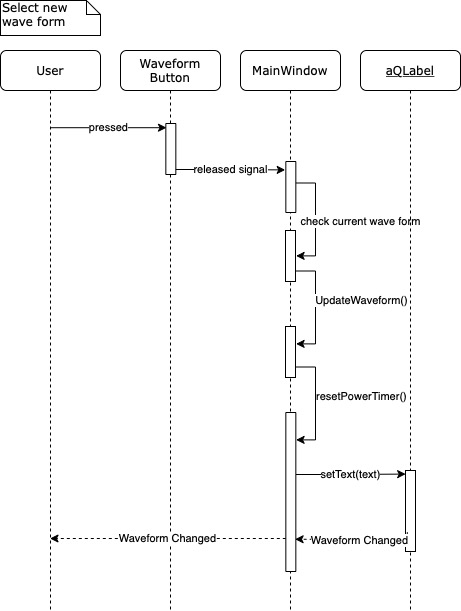 Select new
wave form
User
Waveform
Button
MainWindow
aQLabel
pressed
released signal
check current wave form
UpdateWaveform()
resetPowerTimer()
setText(text)
Waveform Changed
Waveform Changed